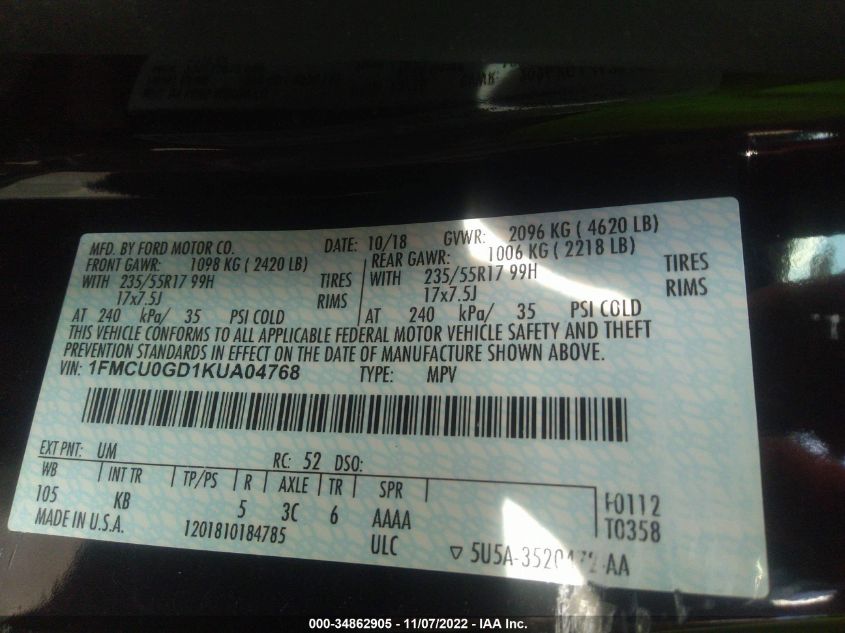 MFD. BY FORD MOTOR CO. DATE: 10/18 GVWR: 2096 KG ( 4620 LB)
FRONT GAWR: 1098 KG ( 2420 LB) REAR GAWR: 1006 KG ( 2218 LB)
WITH 235/55R17 99H TIRES WITH 235/55R17 99H TIRES
17x7.5J RIMS 17x7.5J RIMS
AT 240 kPa/ 35 PSI COLD AT 240 kPa/ 35 PSI COLD
THIS VEHICLE CONFORMS TO ALL APPLICABLE FEDERAL MOTOR VEHICLE SAFETY AND THEFT
PREVENTION STANDARDS IN EFFECT ON THE DATE OF MANUFACTURE SHOWN ABOVE.
VIN: 1FMCU0GD1KUA04768 TYPE: MPV
EXT PNT: UM RC: 52 DSO:
WB INT TR TP/PS R AXLE TR SPR
105 KB 5 3C 6 AAAA F0112
MADE IN U.S.A. 1201810184785 ULC T0358
5U5A-3520472-AA
000-34862905 - 11/07/2022 - IAA Inc.